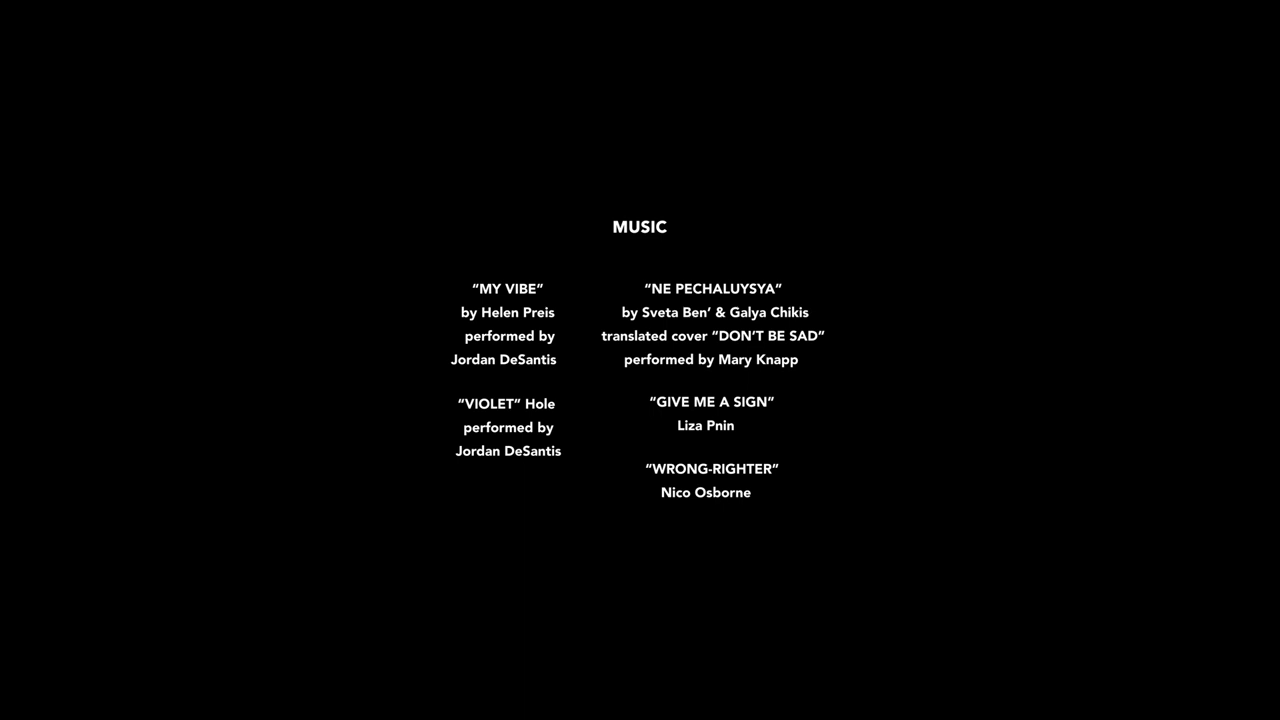 MUSIC
“MY VIBE”
by Helen Preis
performed by
Jordan DeSantis
“VIOLET” Hole
performed by
Jordan DeSantis
“NE PECHALUYSYA”
by Sveta Ben’ & Galya Chikis
translated cover “DON’T BE SAD”
performed by Mary Knapp
“GIVE ME A SIGN”
Liza Pnin
“WRONG-RIGHTER”
Nico Osborne